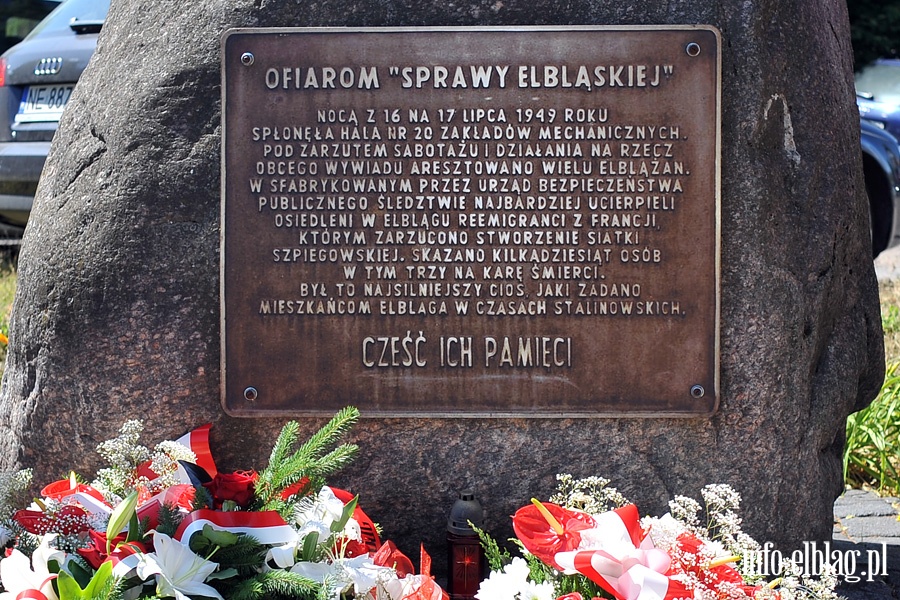 OFIAROM "SPRAWY ELBLĄSKIEJ"
NOCĄ Z 16 NA 17 LIPCA 1949 ROKU
SPŁONĘŁA HALA NR 20 ZAKŁADÓW MECHANICZNYCH.
POD ZARZUTEM SABOTAŻU I DZIAŁANIA NA RZECZ
OBCEGO WYWIADU ARESZTOWANO WIELU ELBLĄŻAN.
W SFABRYKOWANYM PRZEZ URZĄD BEZPIECZEŃSTWA
PUBLICZNEGO ŚLEDZTWIE NAJBARDZIEJ UCIERPIELI
OSIEDLENI W ELBLĄGU REEMIGRANCI Z FRANCJI,
KTÓRYM ZARZUCONO STWORZENIE SIATKI
SZPIEGOWSKIEJ. SKAZANO KILKADZIESIĄT OSÓB
W TYM TRZY NA KARĘ ŚMIERCI.
BYŁ TO NAJSILNIEJSZY CIOS, JAKI ZADANO
MIESZKAŃCOM ELBLĄGA W CZASACH STALINOWSKICH.
CZEŚĆ ICH PAMIĘCI
NE 887
info.elblag.pl